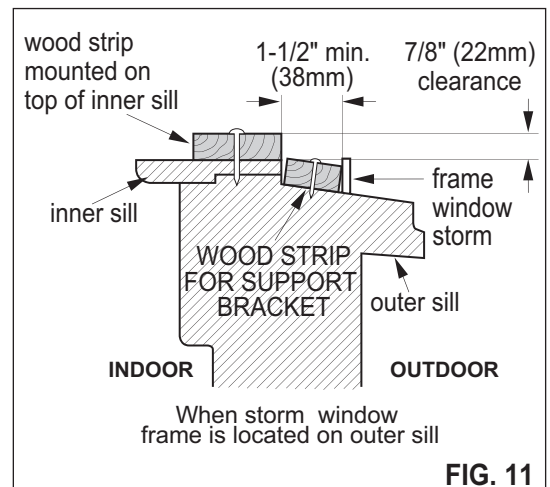 wood strip
mounted on
top of inner sill
1-1/2" min.
(38mm)
7/8" (22mm)
clearance
inner sill
frame
window
storm
WOOD STRIP
FOR SUPPORT
BRACKET
outer sill
INDOOR
OUTDOOR
When storm window
frame is located on outer sill
FIG. 11